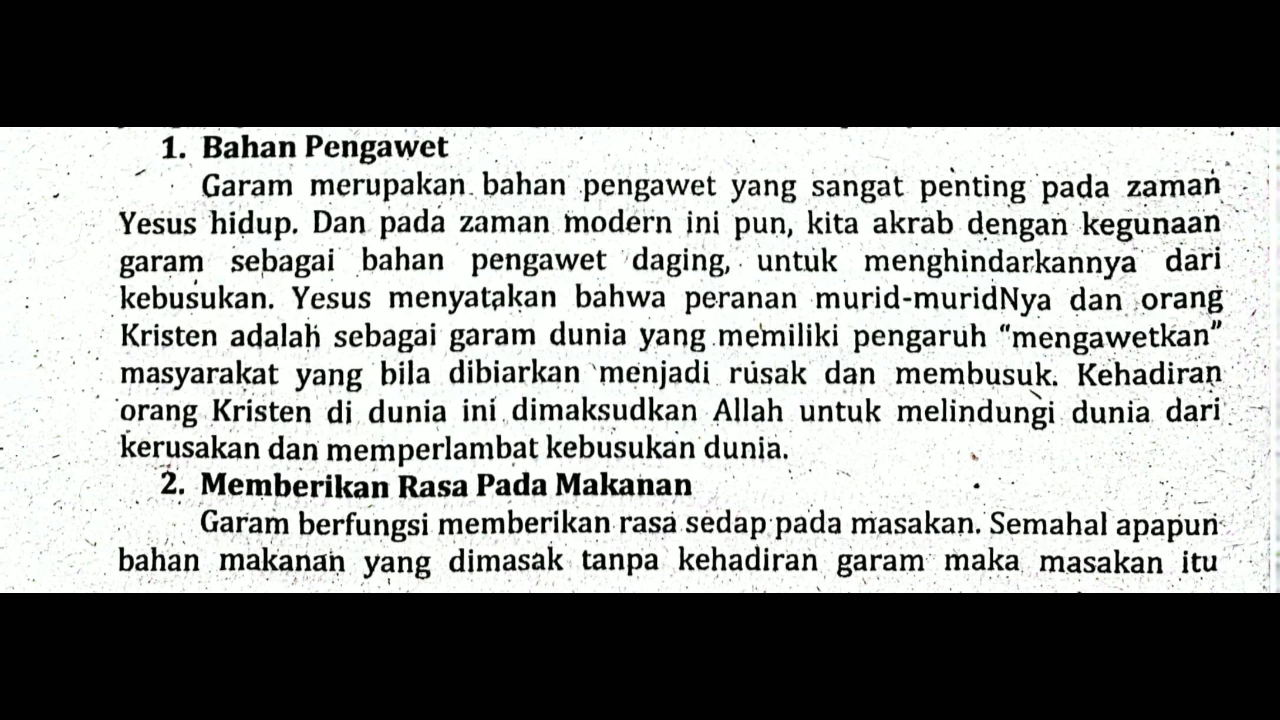 1. Bahan Pengawet
Garam merupakan bahan pengawet yang sangat penting pada zaman
Yesus hidup. Dan pada zaman modern ini pun, kita akrab dengan kegunaan
garam sebagai bahan pengawet daging, untuk menghindarkannya dari
kebusukan. Yesus menyatakan bahwa peranan murid-muridNya dan orang
Kristen adalah sebagai garam dunia yang memiliki pengaruh “mengawetkan”
masyarakat yang bila dibiarkan menjadi rusak dan membusuk. Kehadiran
orang Kristen di dunia ini dimaksudkan Allah untuk melindungi dunia dari
kerusakan dan memperlambat kebusukan dunia.
2. Memberikan Rasa Pada Makanan
Garam berfungsi memberikan rasa sedap pada masakan. Semahal apapun
bahan makanan yang dimasak tanpa kehadiran garam maka masakan itu